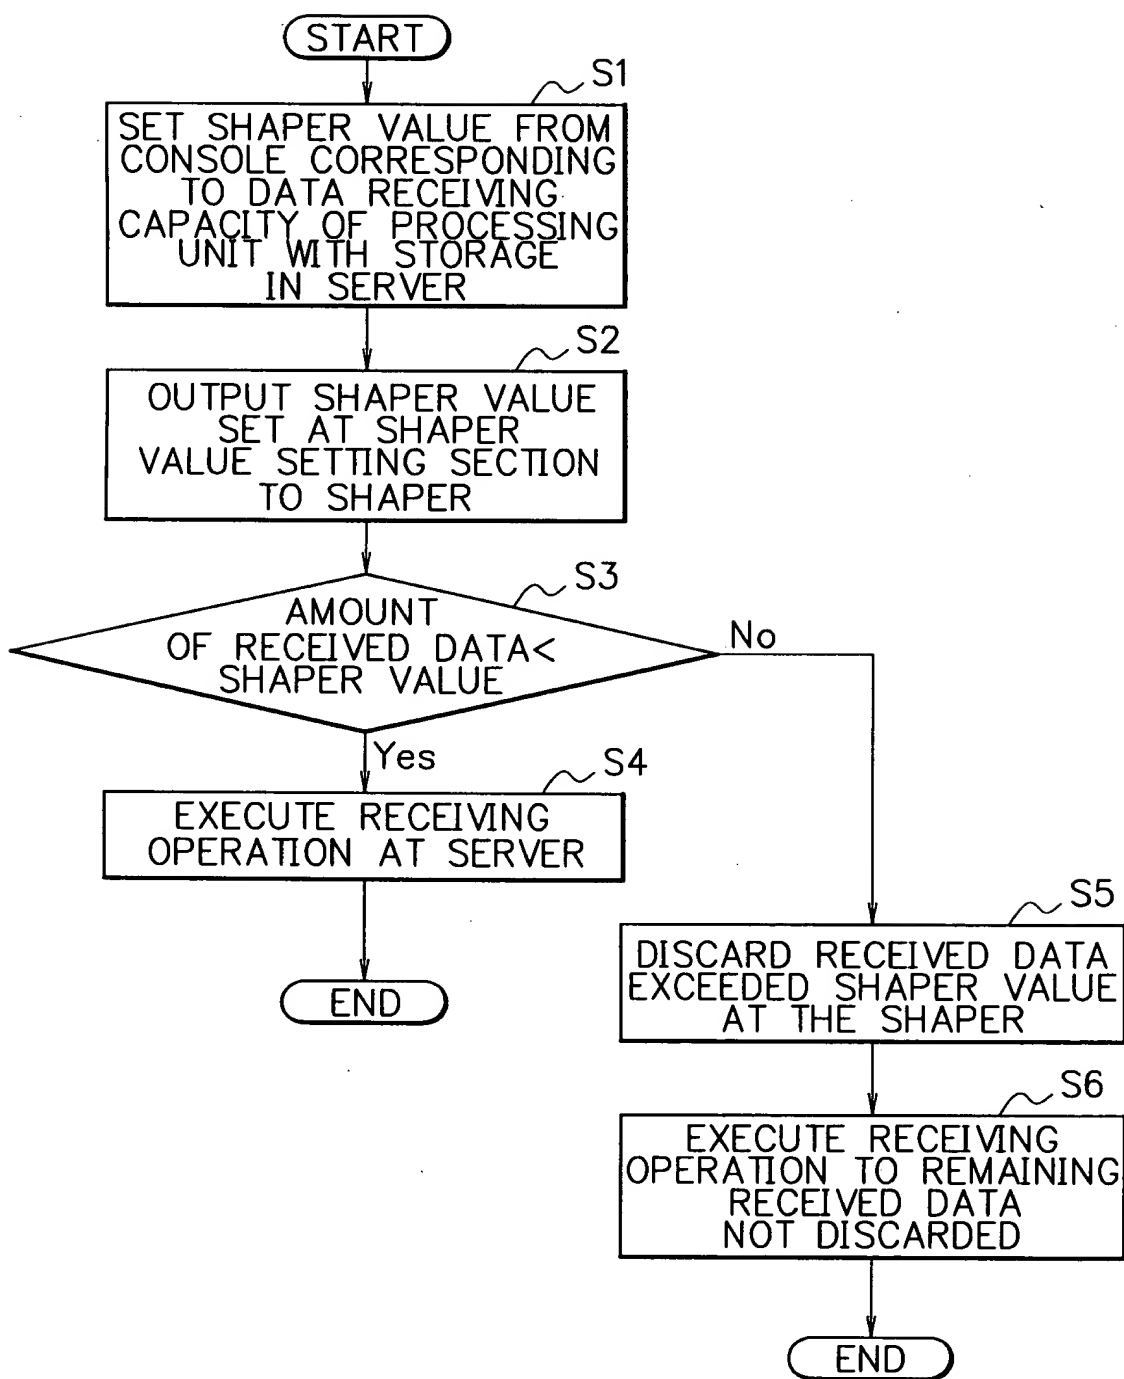 START
S1
SET SHAPER VALUE FROM
CONSOLE CORRESPONDING
TO DATA RECEIVING
CAPACITY OF PROCESSING
UNIT WITH STORAGE
IN SERVER
S2
OUTPUT SHAPER VALUE
SET AT SHAPER
VALUE SETTING SECTION
TO SHAPER
S3
AMOUNT
OF RECEIVED DATA<
SHAPER VALUE
No
Yes
S4
EXECUTE RECEIVING
OPERATION AT SERVER
END
S5
DISCARD RECEIVED DATA
EXCEEDED SHAPER VALUE
AT THE SHAPER
S6
EXECUTE RECEIVING
OPERATION TO REMAINING
RECEIVED DATA
NOT DISCARDED
END